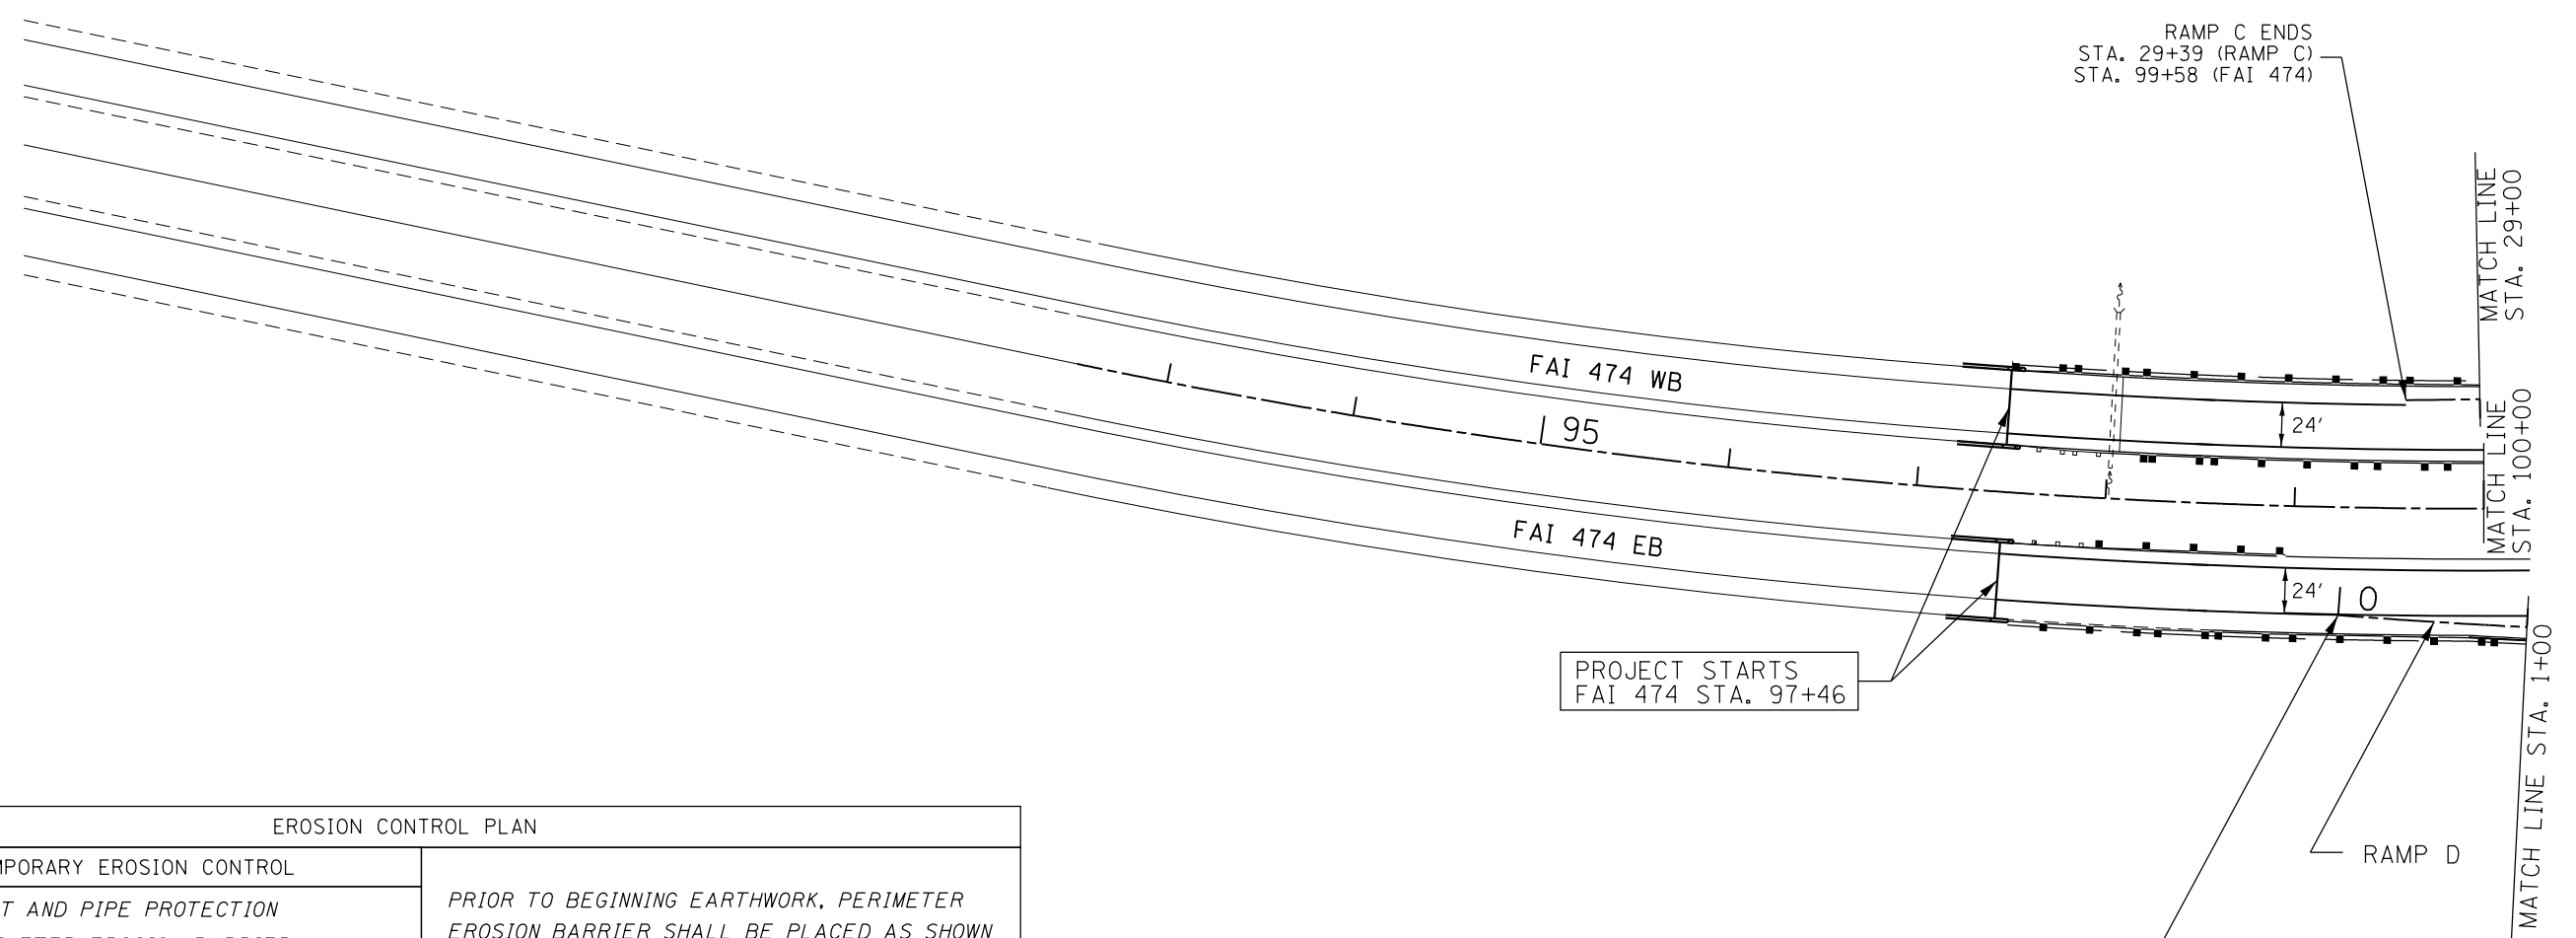 RAMP C ENDS
STA. 29+39 (RAMP C)
STA. 99+58 (FAI 474)
MATCH LINE
STA. 29+00
FAI 474 WB
95
24'
MATCH LINE
STA. 100+00
FAI 474 EB
24'
0
PROJECT STARTS
FAI 474 STA. 97+46
MATCH LINE STA. 1+00
RAMP D
EROSION CONTROL PLAN
EROSION CONTROL
AND PIPE PROTECTION
PRIOR TO BEGINNING EARTHWORK, PERIMETER
EROSION BARRIER SHALL BE PLACED AS SHOWN